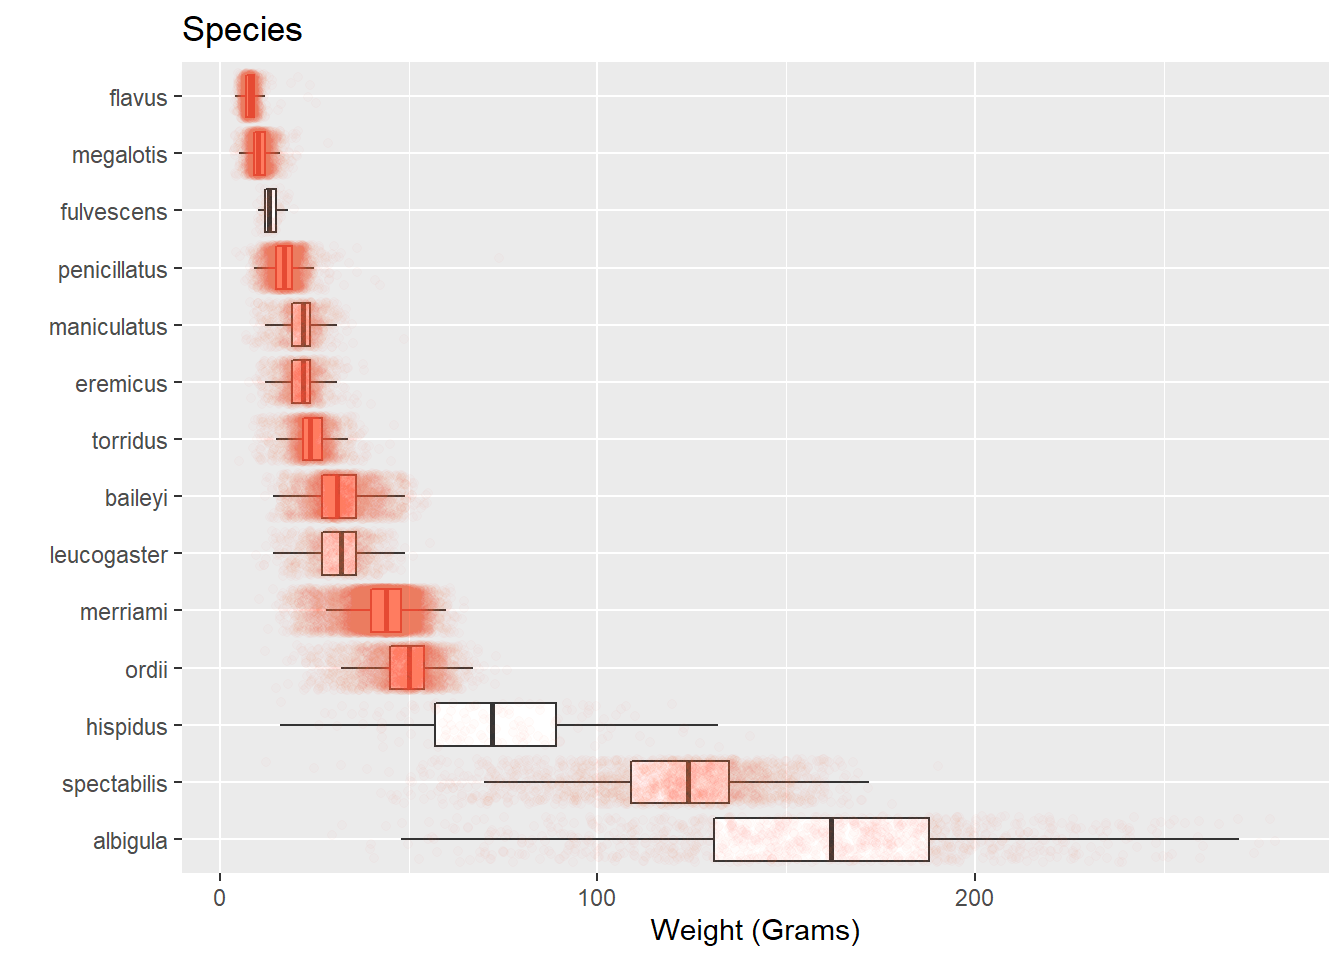 Species
flavus
megalotis
fulvescens
penicillatus
maniculatus
eremicus
torridus
baileyi
leucogaster
merriami
ordii
hispidus
spectabilis
albigula
0 100 200
Weight (Grams)